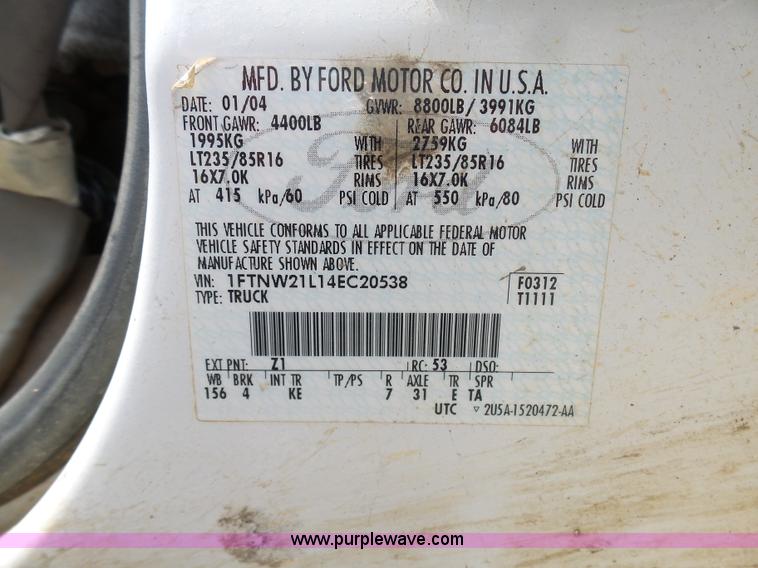 MFD. BY FORD MOTOR CO. IN U.S.A.
DATE: 01/04 GVWR: 8800LB/ 3991KG
FRONT GAWR: 4400LB REAR GAWR: 6084LB
1995KG WITH 2759KG WITH
LT235/85R16 TIRES LT235/85R16 TIRES
16X7.0K RIMS 16X7.0K RIMS
AT 415 kPa/60 PSI COLD AT 550 kPa/80 PSI COLD
Ford
THIS VEHICLE CONFORMS TO ALL APPLICABLE FEDERAL MOTOR
VEHICLE SAFETY STANDARDS IN EFFECT ON THE DATE OF
MANUFACTURE SHOWN ABOVE.
VIN: 1FTNW21L14EC20538 F0312
TYPE: TRUCK T1111
EXT PNT: Z1 RC: 53 DSO:
WB BRK INT TR TP/PS R AXLE TR SPR
156 4 KE 7 31 E TA
UTC ▽ 2U5A-1520472-AA
www.purplewave.com